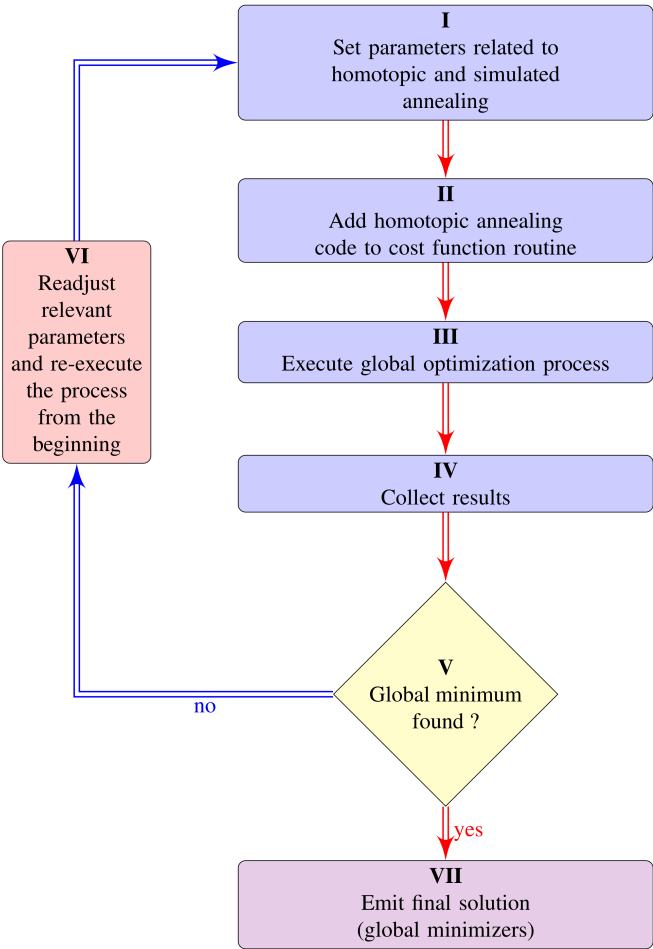 I
Set parameters related to
homotopic and simulated
annealing
II
Add homotopic annealing
code to cost function routine
VI
Readjust
relevant
parameters
and re-execute
the process
from the
beginning
III
Execute global optimization process
IV
Collect results
V
Global minimum
found ?
no
yes
VII
Emit final solution
(global minimizers)